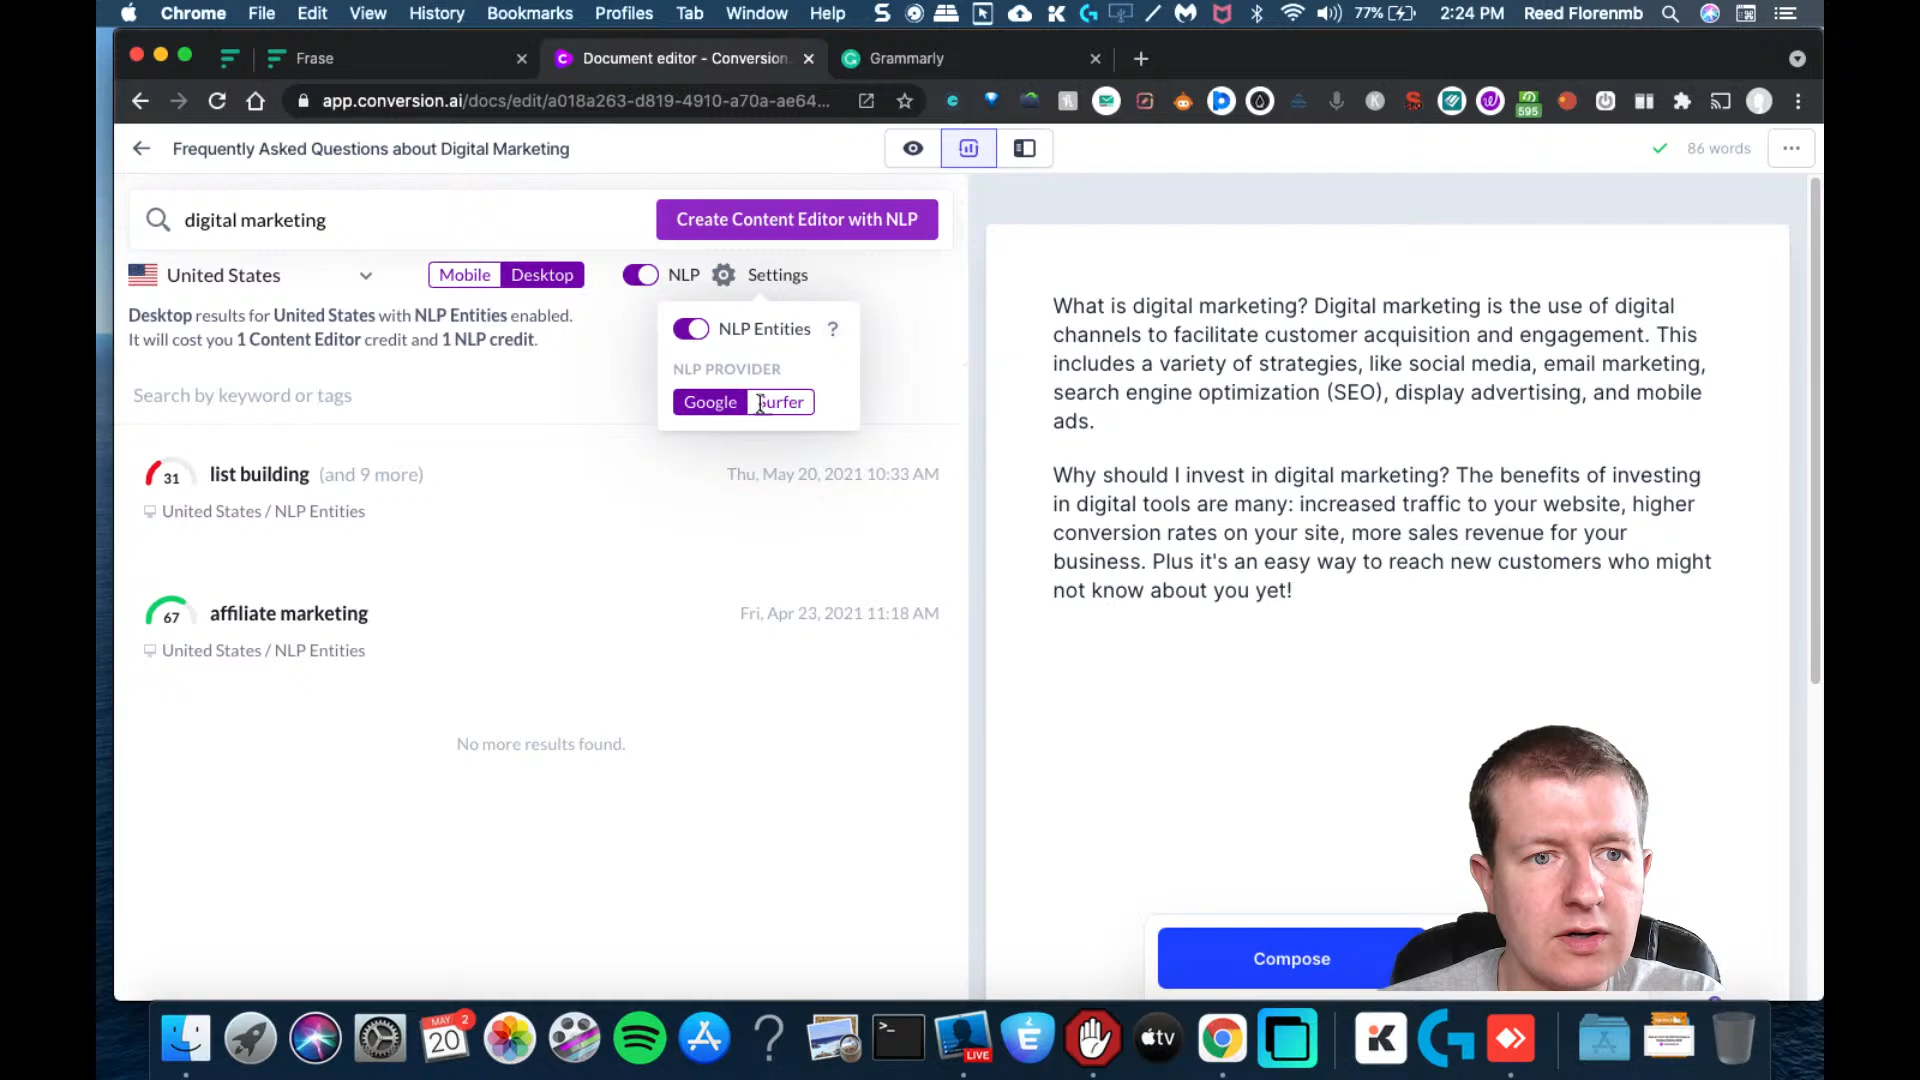 Chrome File Edit View History Bookmarks Profiles Tab Window Help 77% 2:24 PM Reed Florenmb
Frase Document editor - Conversion. Grammarly
app.conversion.ai/docs/edit/a018a263-d819-4910-a70a-ae64...
595
Frequently Asked Questions about Digital Marketing
86 words
digital marketing
Create Content Editor with NLP
United States Mobile Desktop NLP Settings
Desktop results for United States with NLP Entities enabled.
It will cost you 1 Content Editor credit and 1 NLP credit.
NLP Entities ?
NLP PROVIDER
Google Surfer
Search by keyword or tags
31 list building (and 9 more) Thu, May 20, 2021 10:33 AM
United States / NLP Entities
67 affiliate marketing Fri, Apr 23, 2021 11:18 AM
United States / NLP Entities
No more results found.
What is digital marketing? Digital marketing is the use of digital
channels to facilitate customer acquisition and engagement. This
includes a variety of strategies, like social media, email marketing,
search engine optimization (SEO), display advertising, and mobile
ads.
Why should I invest in digital marketing? The benefits of investing
in digital tools are many: increased traffic to your website, higher
conversion rates on your site, more sales revenue for your
business. Plus it's an easy way to reach new customers who might
not know about you yet!
Compose
MAY 2
20
LIVE
tv